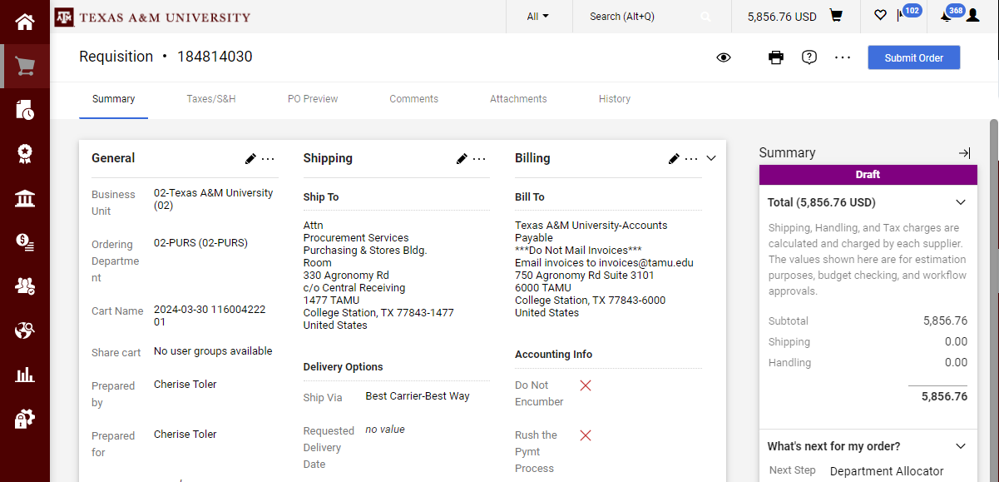 TEXAS A&M UNIVERSITY
All
Search (Alt+Q)
5,856.76 USD
102
368
Requisition • 184814030
Submit Order
Summary
Taxes/S&H
PO Preview
Comments
Attachments
History
General
Business
Unit
02-Texas A&M University
(02)
Ordering
Departme
nt
02-PURS (02-PURS)
Cart Name
2024-03-30 116004222
01
Share cart
No user groups available
Prepared
by
Cherise Toler
Prepared
for
Cherise Toler
Shipping
Ship To
Attn
Procurement Services
Purchasing & Stores Bldg.
Room
330 Agronomy Rd
c/o Central Receiving
1477 TAMU
College Station, TX 77843-1477
United States
Delivery Options
Ship Via
Best Carrier-Best Way
Requested
Delivery
Date
no value
Billing
Bill To
Texas A&M University-Accounts
Payable
***Do Not Mail Invoices***
Email invoices to invoices@tamu.edu
750 Agronomy Rd Suite 3101
6000 TAMU
College Station, TX 77843-6000
United States
Accounting Info
Do Not
Encumber
Rush the
Pymt
Process
Summary
Draft
Total (5,856.76 USD)
Shipping, Handling, and Tax charges are
calculated and charged by each supplier.
The values shown here are for estimation
purposes, budget checking, and workflow
approvals.
Subtotal
5,856.76
Shipping
0.00
Handling
0.00
5,856.76
What's next for my order?
Next Step
Department Allocator